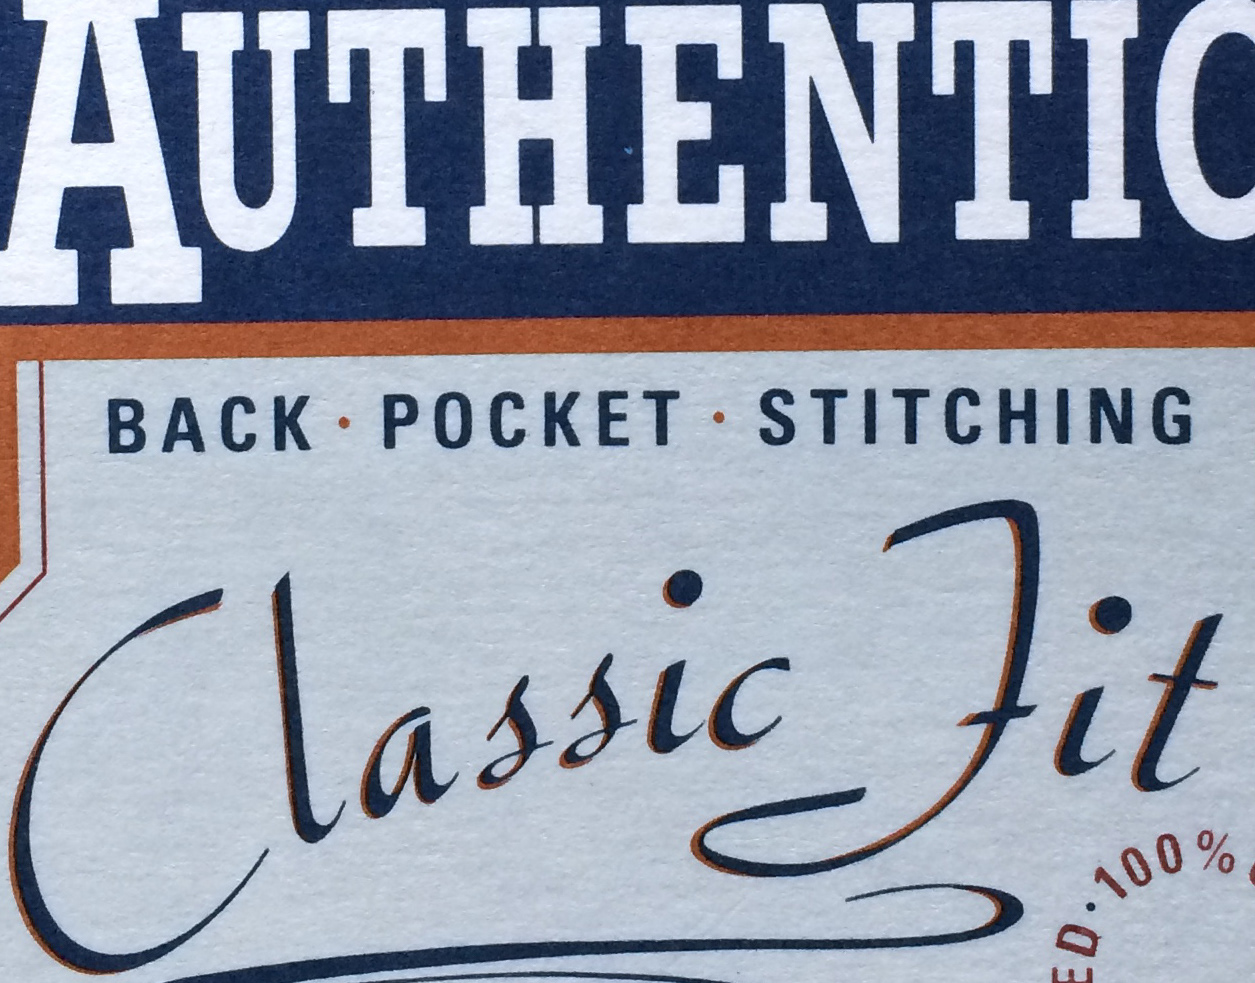 AUTHENTIC
BACK · POCKET · STITCHING
Classic Fit
ED · 100%